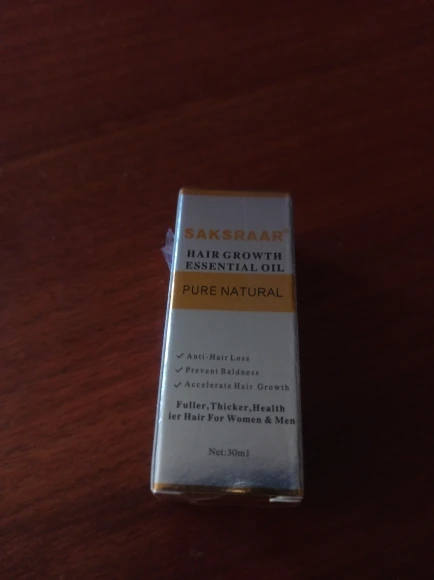 SAKSRAAR®
HAIR GROWTH
ESSENTIAL OIL
PURE NATURAL
✓ Anti-Hair Loss
✓ Prevent Baldness
✓ Accelerate Hair Growth
Fuller,Thicker,Health
ier Hair For Women & Men
Net:30ml